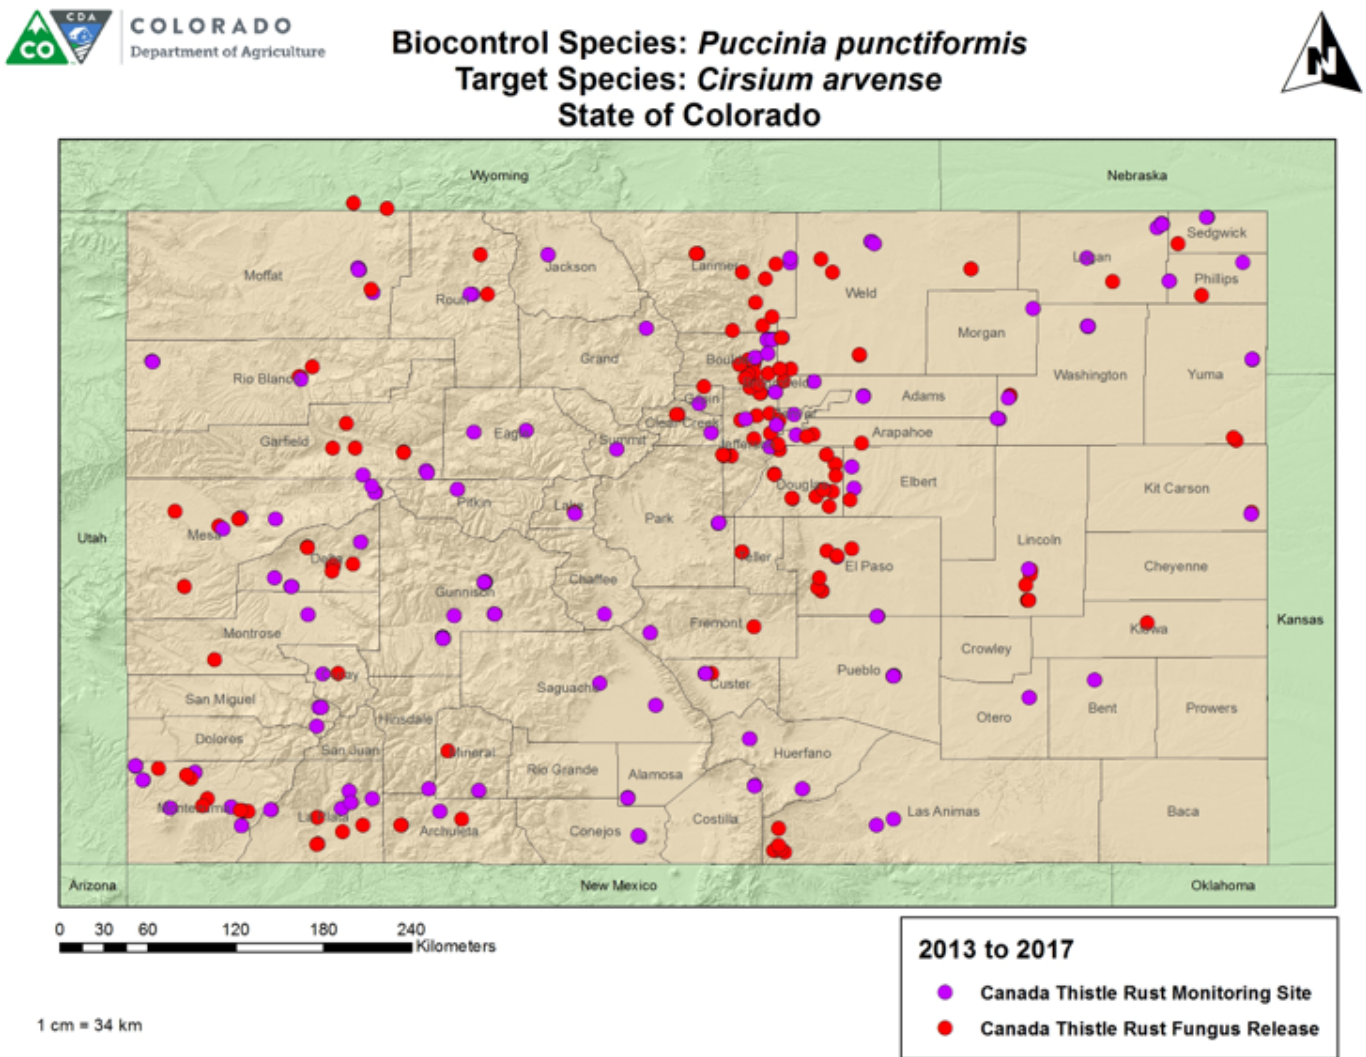 CDA
CO
COLORADO
Department of Agriculture
Biocontrol Species: Puccinia punctiformis
Target Species: Cirsium arvense
State of Colorado
N
Wyoming
Nebraska
Sedgwick
Moffat
Jackson
Larimer
Logan
Phillips
Routt
Weld
Morgan
Grand
Rio Blanco
Washington
Yuma
Adams
Clear Creek
Arapahoe
Garfield
Eagle
Summit
Elbert
Kit Carson
Pitkin
Lake
Park
Douglas
Mesa
Utah
Lincoln
Delta
El Paso
Cheyenne
Chaffee
Gunnison
Fremont
Kiowa
Kansas
Montrose
Crowley
Pueblo
San Miguel
Saguache
Custer
Otero
Bent
Prowers
Hinsdale
Dolores
San Juan
Mineral
Huerfano
Rio Grande
Alamosa
La Plata
Archuleta
Conejos
Costilla
Las Animas
Baca
Arizona
New Mexico
Oklahoma
0 30 60 120 180 240
Kilometers
2013 to 2017
Canada Thistle Rust Monitoring Site
Canada Thistle Rust Fungus Release
1 cm = 34 km